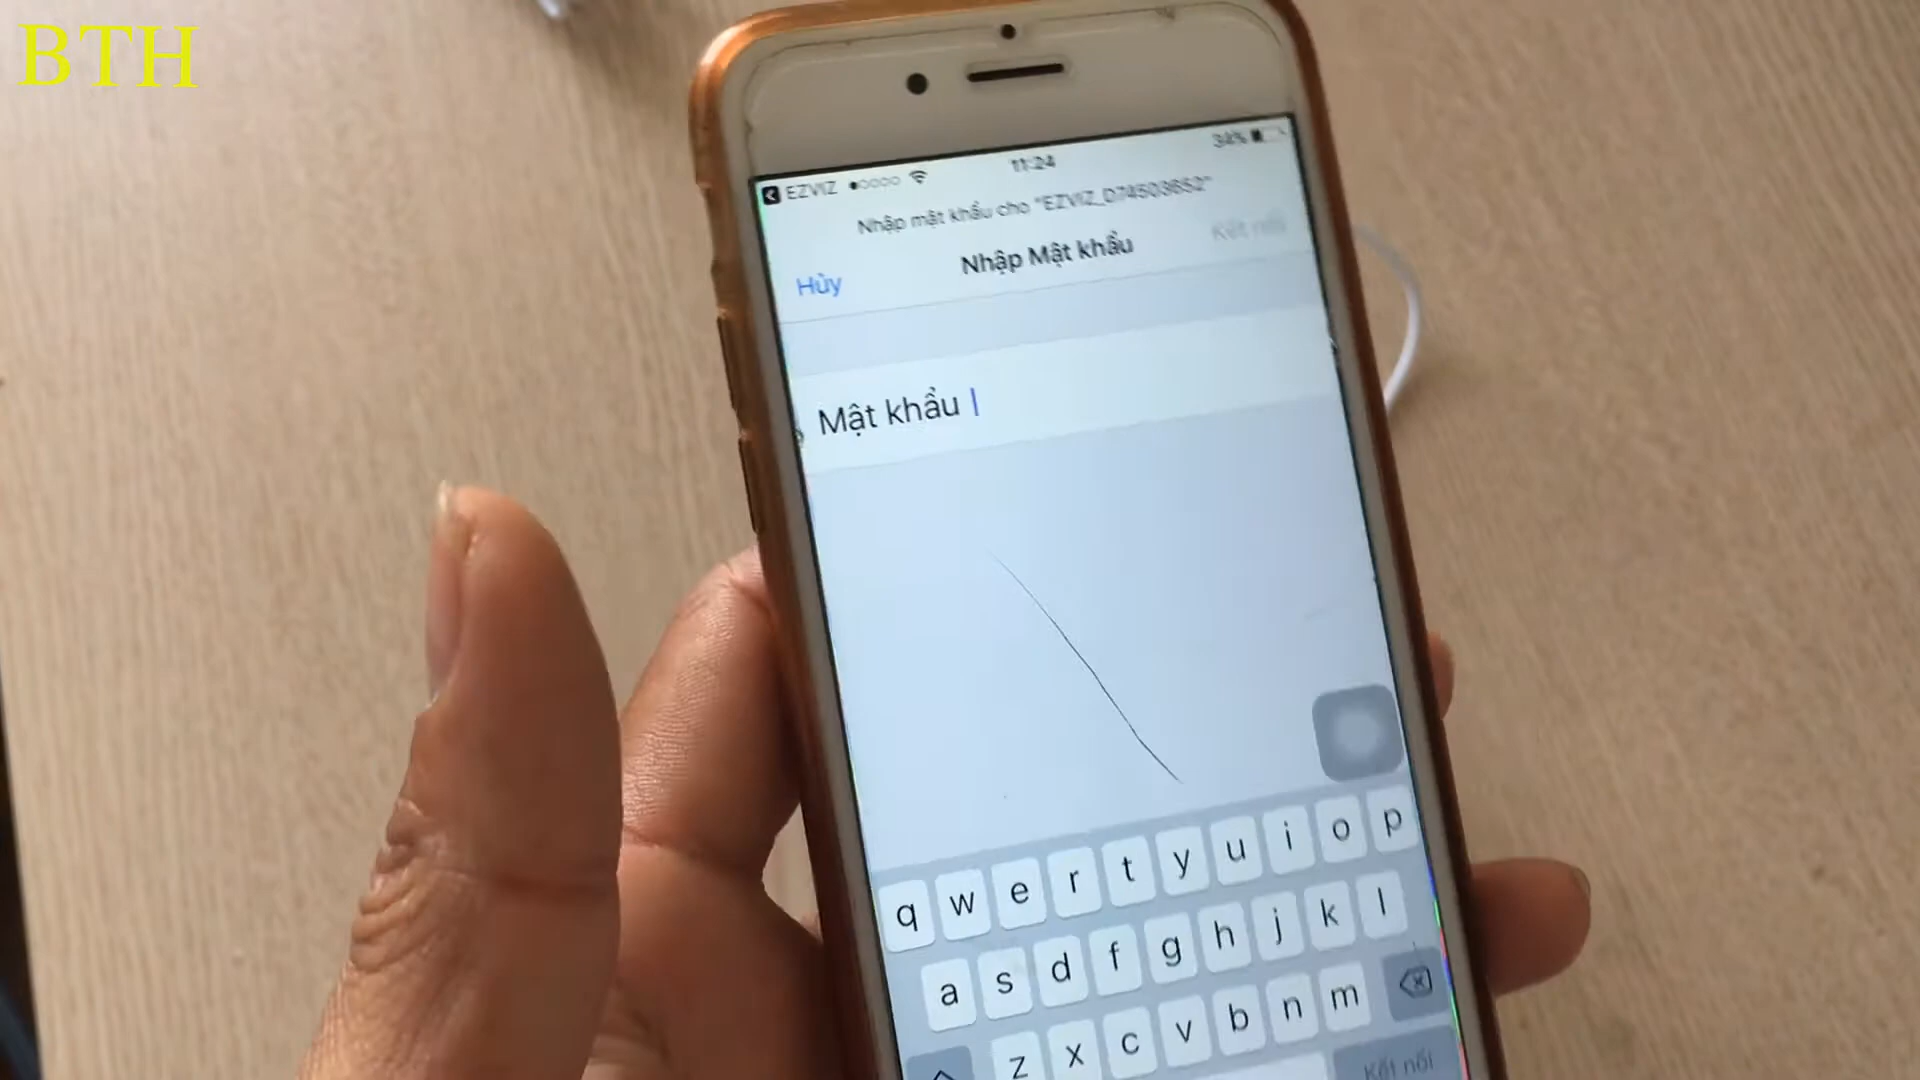 BTH
EZVIZ 11:24 34%
Nhập mật khẩu cho "EZVIZ_D74503652"
Hủy Nhập Mật khẩu Kết nối
Mật khẩu
q w e r t y u i o p
a s d f g h j k l
z x c v b n m
Kết nối